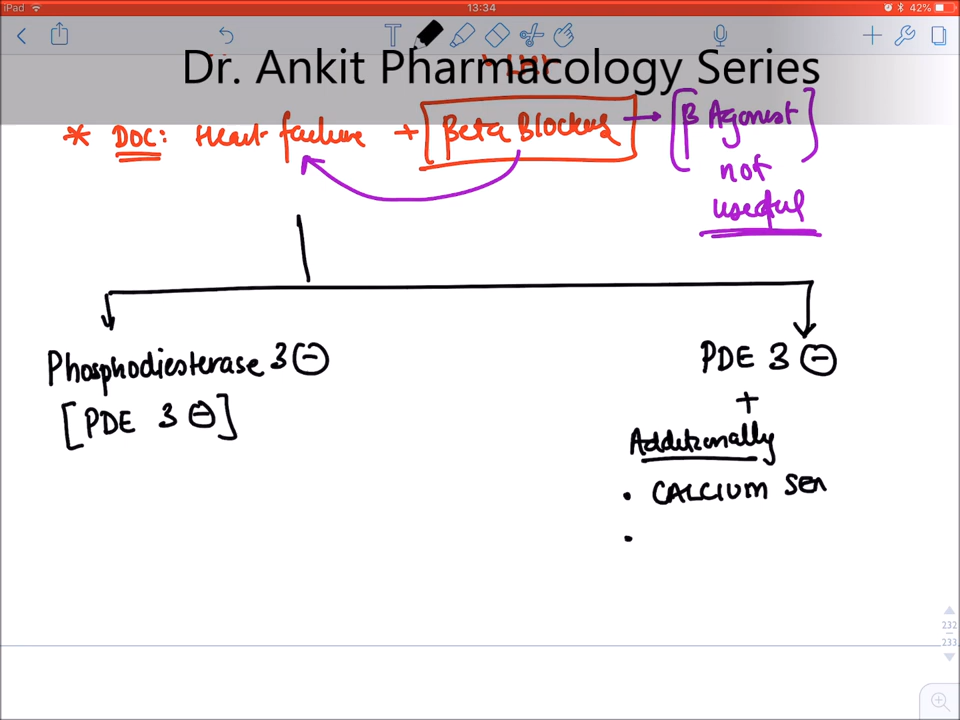 iPad 13:34 42%
T
Dr. Ankit Pharmacology Series
* DOC: Heart failure + Beta Blockers → [β Agonist]
not
useful
Phosphodiesterase 3 ⊖
[PDE 3 ⊖]
PDE 3 ⊖
+
Additionally
• CALCIUM SEN
•
232
233